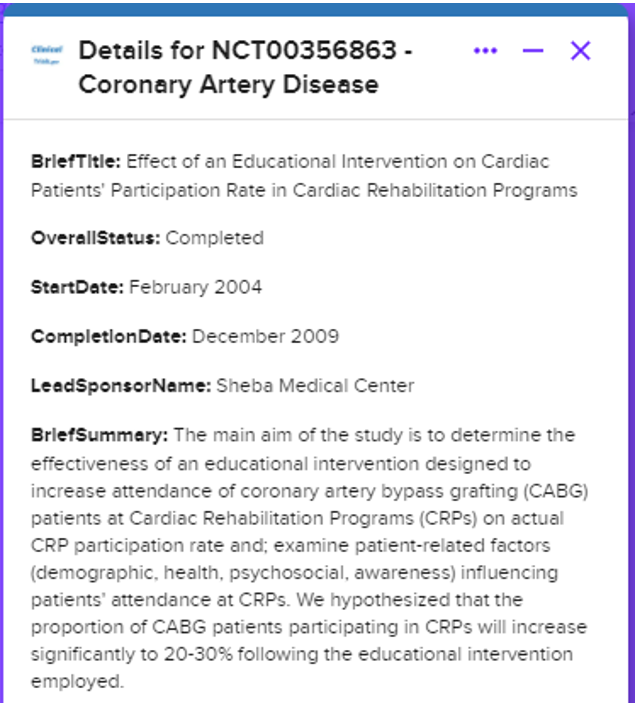 Details for NCT00356863 -
Coronary Artery Disease
BriefTitle: Effect of an Educational Intervention on Cardiac
Patients' Participation Rate in Cardiac Rehabilitation Programs
OverallStatus: Completed
StartDate: February 2004
CompletionDate: December 2009
LeadSponsorName: Sheba Medical Center
BriefSummary: The main aim of the study is to determine the
effectiveness of an educational intervention designed to
increase attendance of coronary artery bypass grafting (CABG)
patients at Cardiac Rehabilitation Programs (CRPs) on actual
CRP participation rate and; examine patient-related factors
(demographic, health, psychosocial, awareness) influencing
patients' attendance at CRPs. We hypothesized that the
proportion of CABG patients participating in CRPs will increase
significantly to 20-30% following the educational intervention
employed.